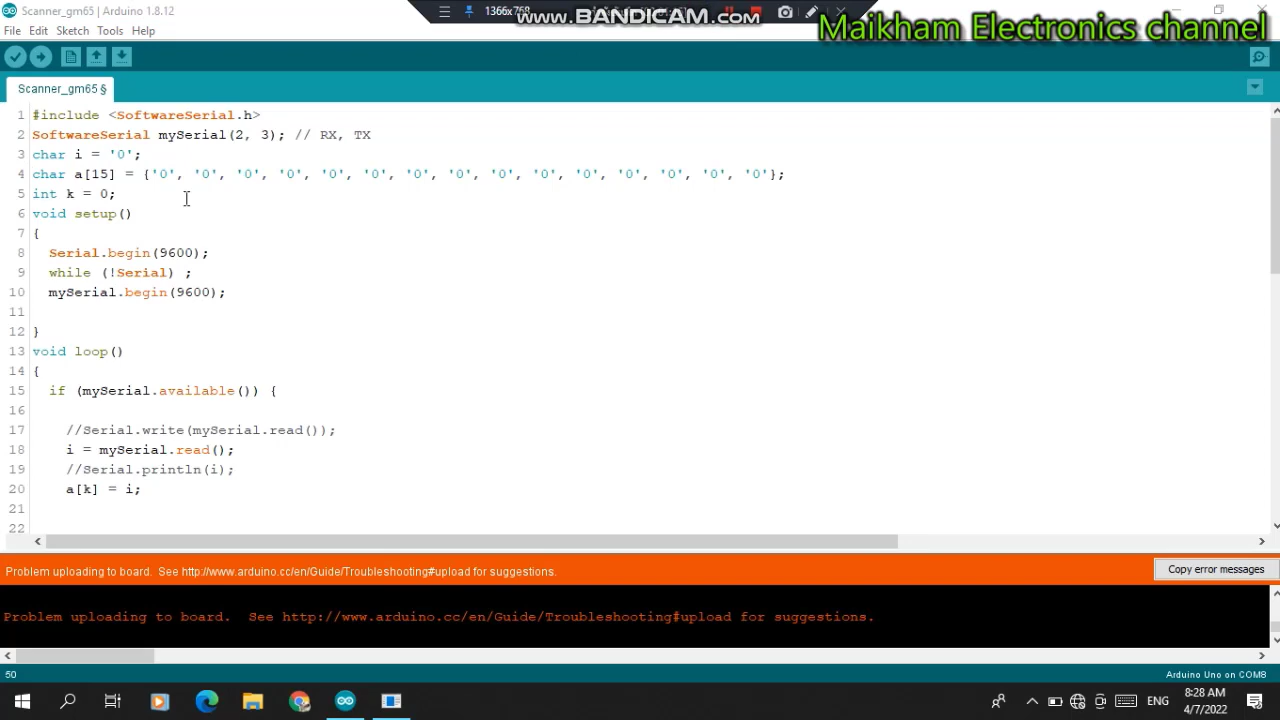 Scanner_gm65 | Arduino 1.8.12
1366x768
www.BANDICAM.com
Maikham Electronics channel
File Edit Sketch Tools Help
Scanner_gm65 §
1 #include <SoftwareSerial.h>
2 SoftwareSerial mySerial(2, 3); // RX, TX
3 char i = '0';
4 char a[15] = {'0', '0', '0', '0', '0', '0', '0', '0', '0', '0', '0', '0', '0', '0', '0'};
5 int k = 0;
6 void setup()
7 {
8 Serial.begin(9600);
9 while (!Serial) ;
10 mySerial.begin(9600);
11
12 }
13 void loop()
14 {
15 if (mySerial.available()) {
16
17 //Serial.write(mySerial.read());
18 i = mySerial.read();
19 //Serial.println(i);
20 a[k] = i;
21
22
Problem uploading to board. See http://www.arduino.cc/en/Guide/Troubleshooting#upload for suggestions.
Copy error messages
Problem uploading to board. See http://www.arduino.cc/en/Guide/Troubleshooting#upload for suggestions.
50
Arduino Uno on COM8
ENG
8:28 AM
4/7/2022